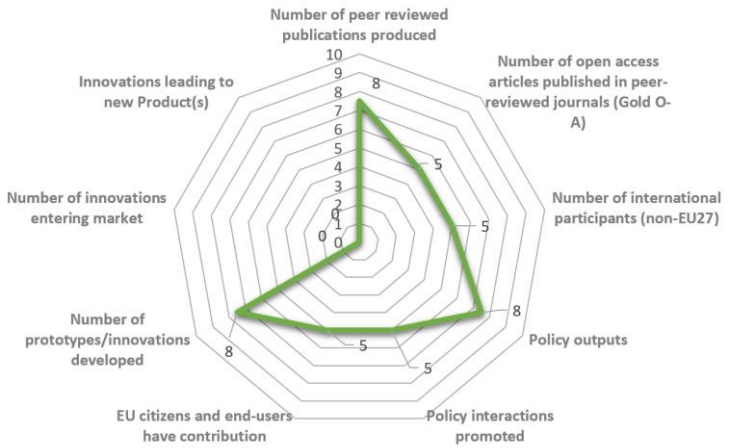 Number of peer reviewed
publications produced
10
9
8
7
6
5
4
3
2
1
0
8
Number of open access
articles published in peer-
reviewed journals (Gold O-
A)
5
Number of international
participants (non-EU27)
5
Policy outputs
8
Policy interactions
promoted
5
EU citizens and end-users
have contribution
5
Number of
prototypes/innovations
developed
8
Number of innovations
entering market
0
Innovations leading to
new Product(s)
0